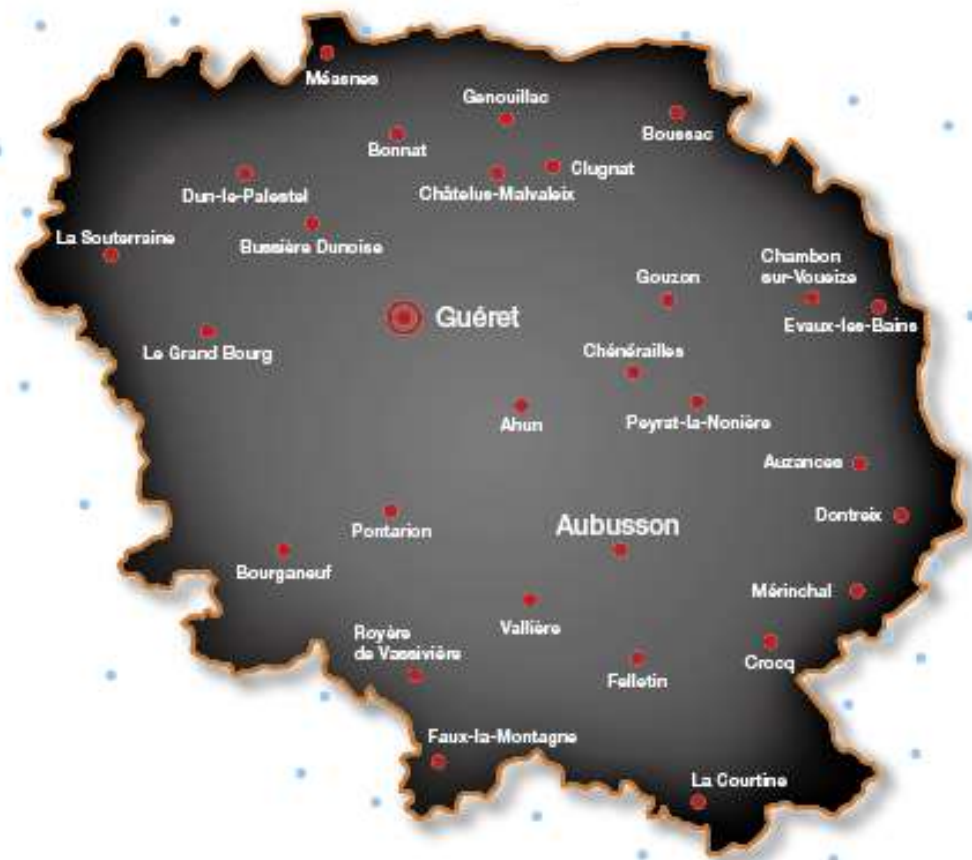 Méasnes
Genouillac
Boussac
Bonnat
Clugnat
Dun-le-Palestel
Châtelus-Malvaleix
La Souterraine
Bussière Dunoise
Chambon
sur-Voueize
Gouzon
Guéret
Evaux-les-Bains
Le Grand Bourg
Chénérailles
Ahun
Peyrat-la-Nonière
Auzances
Dontreix
Pontarion
Aubusson
Bourganeuf
Mérinchal
Vallière
Royère
de Vassivière
Crocq
Felletin
Faux-la-Montagne
La Courtine